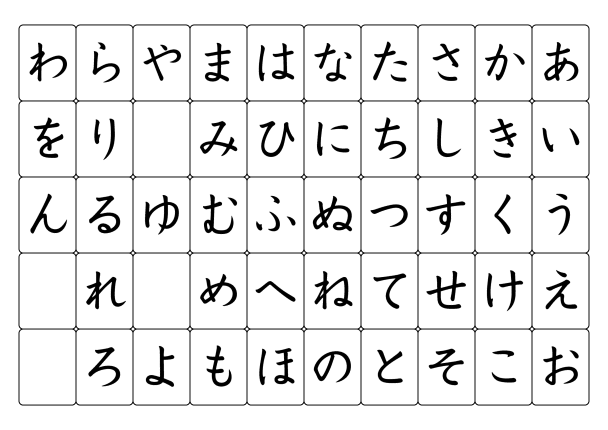 あいうえお
かきくけこ
さしすせそ
たちつてと
なにぬねの
はひふへほ
まみむめも
やゆよ
らりるれろ
わをん